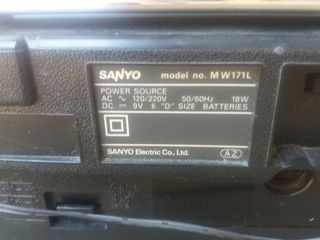 SANYO model no. M W171L
POWER SOURCE
AC ∿ 120/220V 50/60Hz 18W
DC ⎓ 9V 6 "D" SIZE BATTERIES
SANYO Electric Co., Ltd. AZ